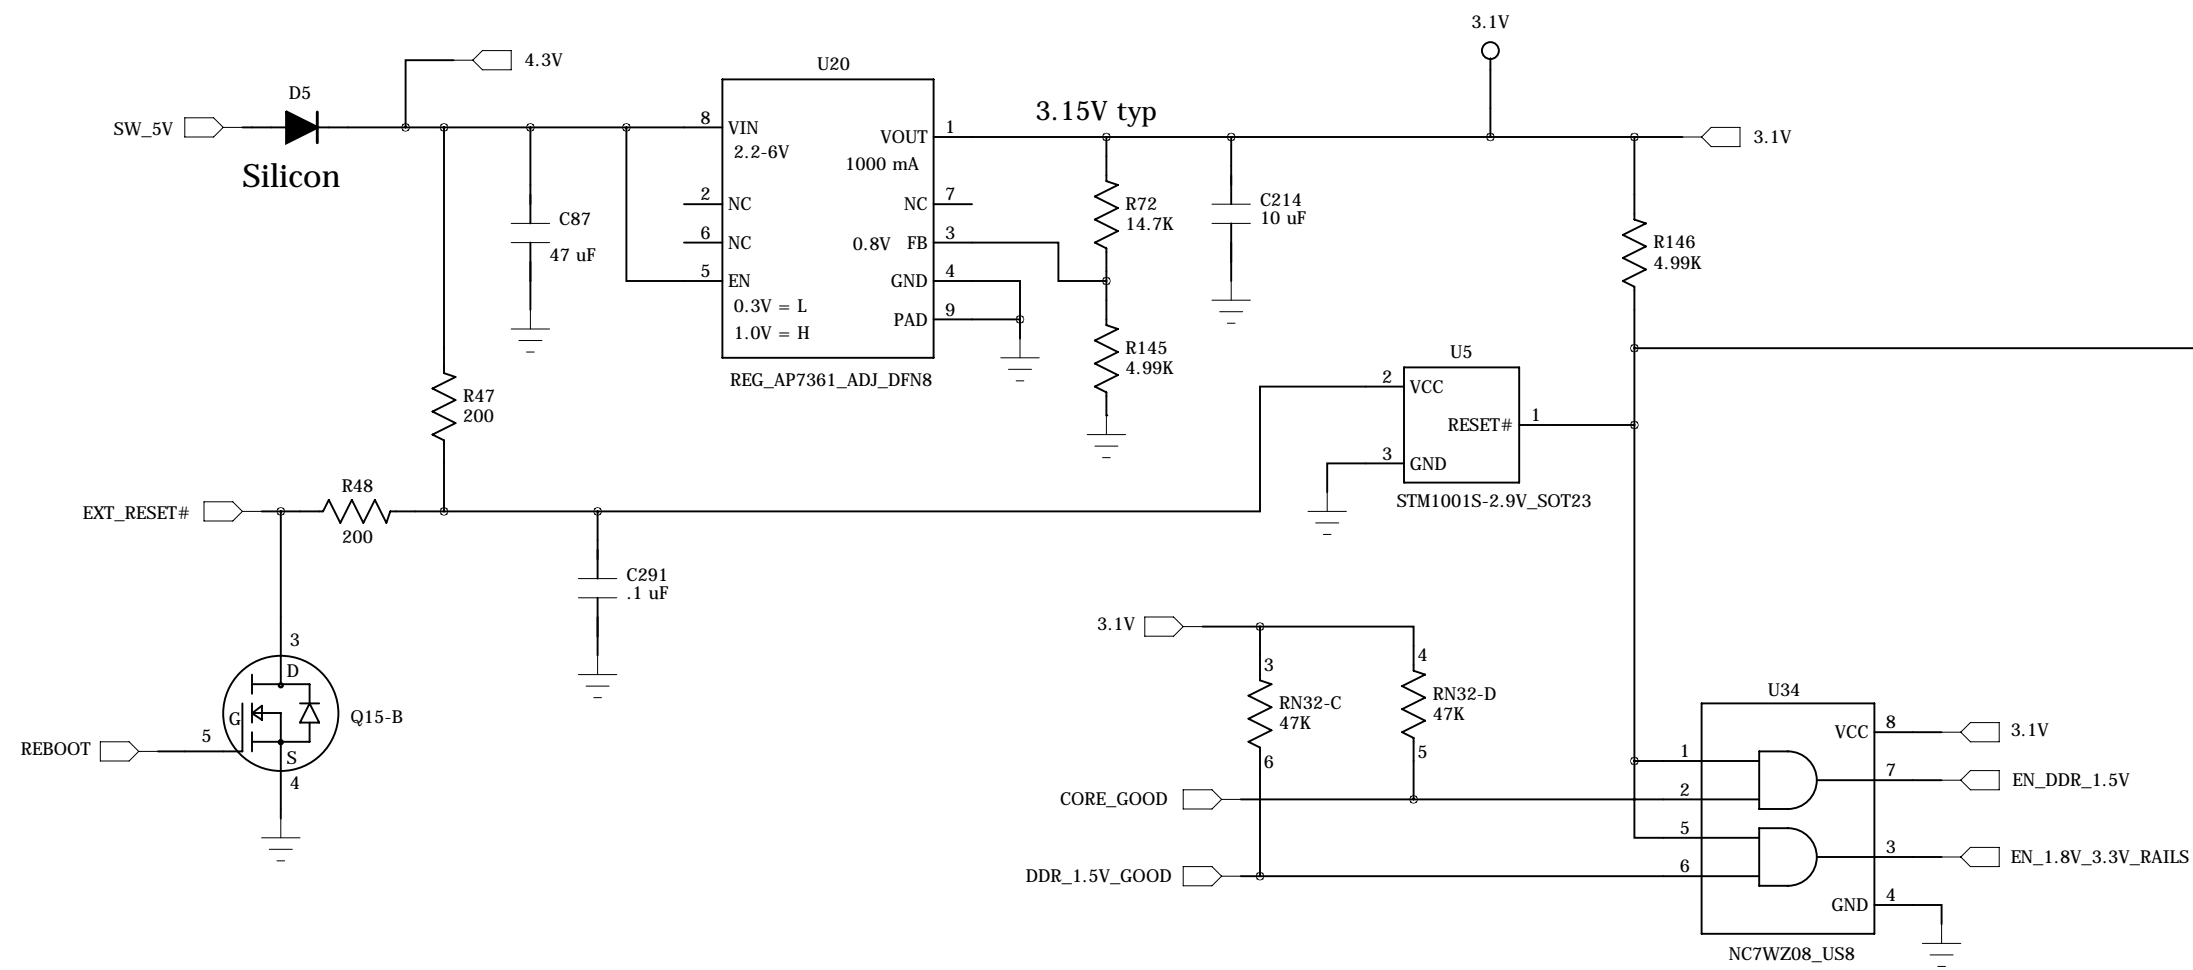 3.1V
4.3V
U20
D5
SW_5V
Silicon
8
VIN
2.2-6V
VOUT
1
1000 mA
3.15V typ
3.1V
2
NC
NC
7
6
NC
0.8V
FB
3
5
EN
GND
4
0.3V = L
1.0V = H
PAD
9
REG_AP7361_ADJ_DFN8
C87
47 uF
R72
14.7K
C214
10 uF
R146
4.99K
R145
4.99K
R47
200
U5
2
VCC
RESET#
1
3
GND
STM1001S-2.9V_SOT23
EXT_RESET#
R48
200
C291
.1 uF
3
D
G
S
4
5
Q15-B
REBOOT
3.1V
3
RN32-C
47K
6
4
RN32-D
47K
5
CORE_GOOD
DDR_1.5V_GOOD
U34
VCC
8
3.1V
1
2
7
EN_DDR_1.5V
5
6
3
EN_1.8V_3.3V_RAILS
GND
4
NC7WZ08_US8